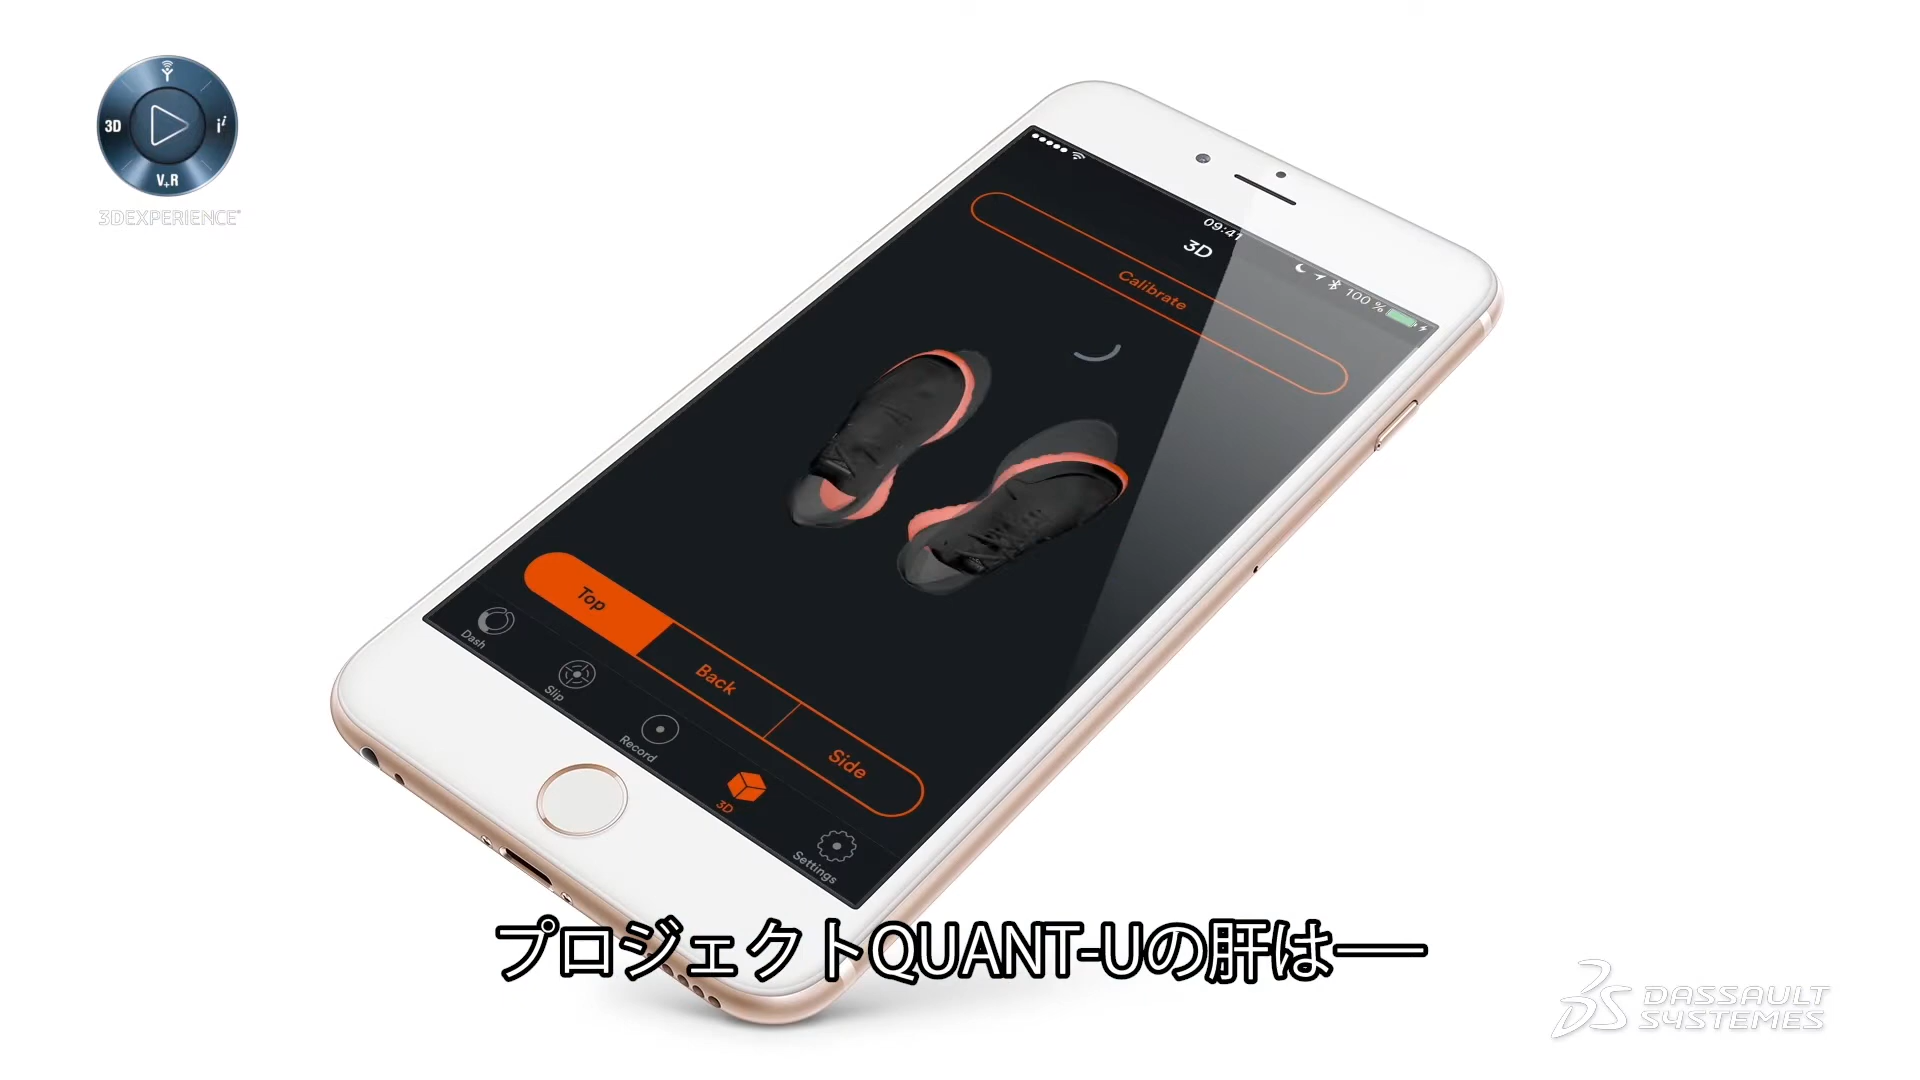 3D
i
V+R
3DEXPERIENCE
09:41
100 %
3D
Calibrate
Top
Back
Side
Dash
Slip
Record
3D
Settings
プロジェクトQUANT-Uの肝は──
DASSAULT
SYSTEMES